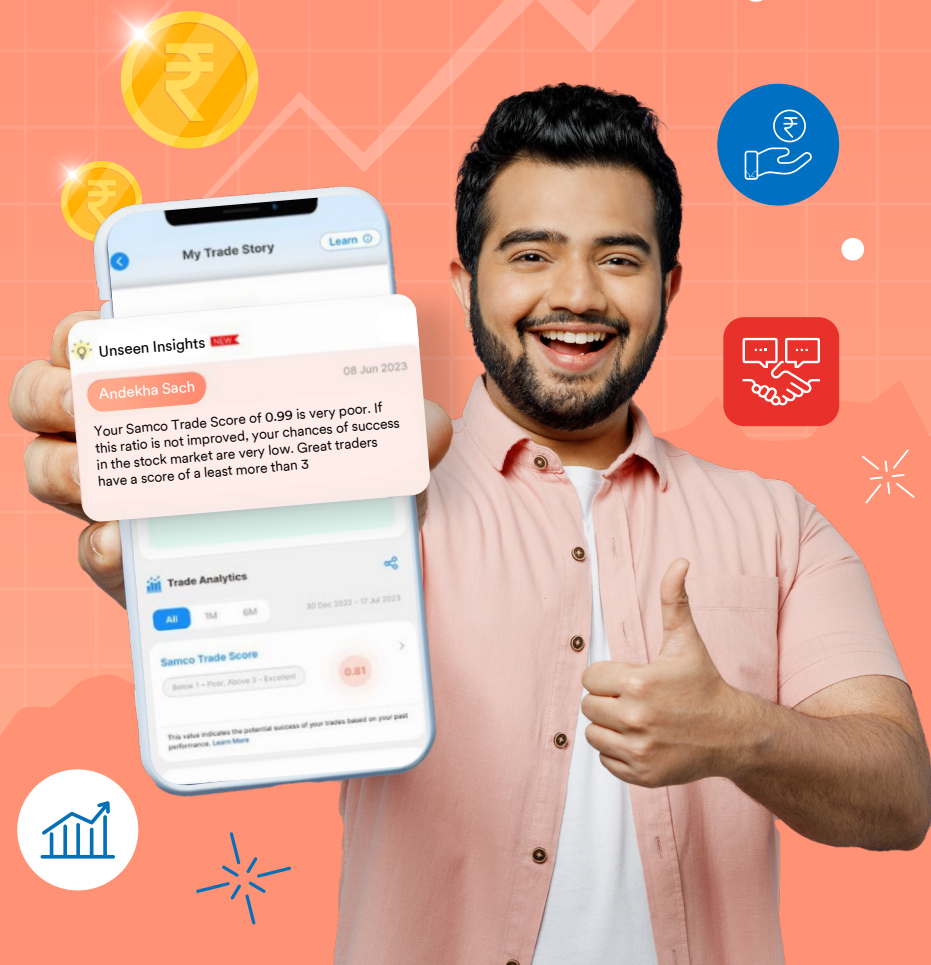 My Trade Story
Learn
Unseen Insights NEW
08 Jun 2023
Andekha Sach
Your Samco Trade Score of 0.99 is very poor. If
this ratio is not improved, your chances of success
in the stock market are very low. Great traders
have a score of a least more than 3
Trade Analytics
All 1M 6M
30 Dec 2022 - 17 Jul 2023
Samco Trade Score
Below 1 - Poor, Above 3 - Excellent
0.81
This value indicates the potential success of your trades based on your past
performance. Learn More